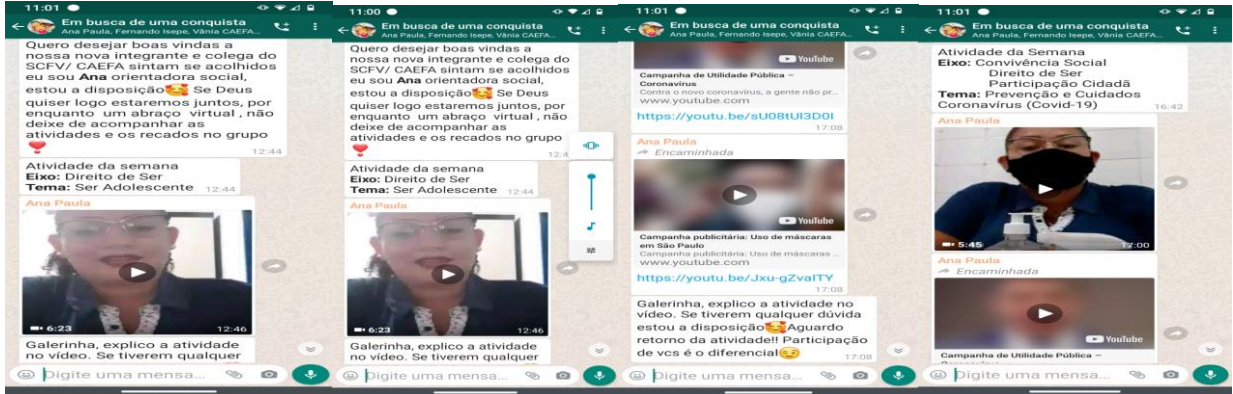 11:01
Em busca de uma conquista
Ana Paula, Fernando Isepe, Vânia CAEFA...
Quero desejar boas vindas a
nossa nova integrante e colega do
SCFV/ CAEFA sintam se acolhidos
eu sou Ana orientadora social,
estou a disposição🥰 Se Deus
quiser logo estaremos juntos, por
enquanto um abraço virtual , não
deixe de acompanhar as
atividades e os recados no grupo
❣️
12:44
Atividade da semana
Eixo: Direito de Ser
Tema: Ser Adolescente 12:44
Ana Paula
6:23 12:46
Galerinha, explico a atividade
no vídeo. Se tiverem qualquer
Digite uma mensa...
11:00
Em busca de uma conquista
Ana Paula, Fernando Isepe, Vânia CAEFA...
Quero desejar boas vindas a
nossa nova integrante e colega do
SCFV/ CAEFA sintam se acolhidos
eu sou Ana orientadora social,
estou a disposição🥰 Se Deus
quiser logo estaremos juntos, por
enquanto um abraço virtual , não
deixe de acompanhar as
atividades e os recados no grupo
❣️
12:4
Atividade da semana
Eixo: Direito de Ser
Tema: Ser Adolescente 12:44
Ana Paula
6:23 12:46
Galerinha, explico a atividade
no vídeo. Se tiverem qualquer
Digite uma mensa...
11:01
Em busca de uma conquista
Ana Paula, Fernando Isepe, Vânia CAEFA...
YouTube
Campanha de Utilidade Pública –
Coronavírus
Contra o novo coronavírus, a gente não pr...
www.youtube.com
https://youtu.be/sU08tUl3D0I
17:08
Ana Paula
Encaminhada
YouTube
Campanha publicitária: Uso de máscaras
em São Paulo
Campanha publicitária: Uso de máscaras ...
www.youtube.com
https://youtu.be/Jxu-gZvaITY
17:08
Galerinha, explico a atividade no
vídeo. Se tiverem qualquer dúvida
estou a disposição🥰Aguardo
retorno da atividade!! Participação
de vcs é o diferencial😉 17:08
Digite uma mensa...
11:01
Em busca de uma conquista
Ana Paula, Fernando Isepe, Vânia CAEFA...
Atividade da Semana
Eixo: Convivência Social
Direito de Ser
Participação Cidadã
Tema: Prevenção e Cuidados
Coronavírus (Covid-19) 16:42
Ana Paula
5:45 17:00
Ana Paula
Encaminhada
YouTube
Campanha de Utilidade Pública –
Digite uma mensa...